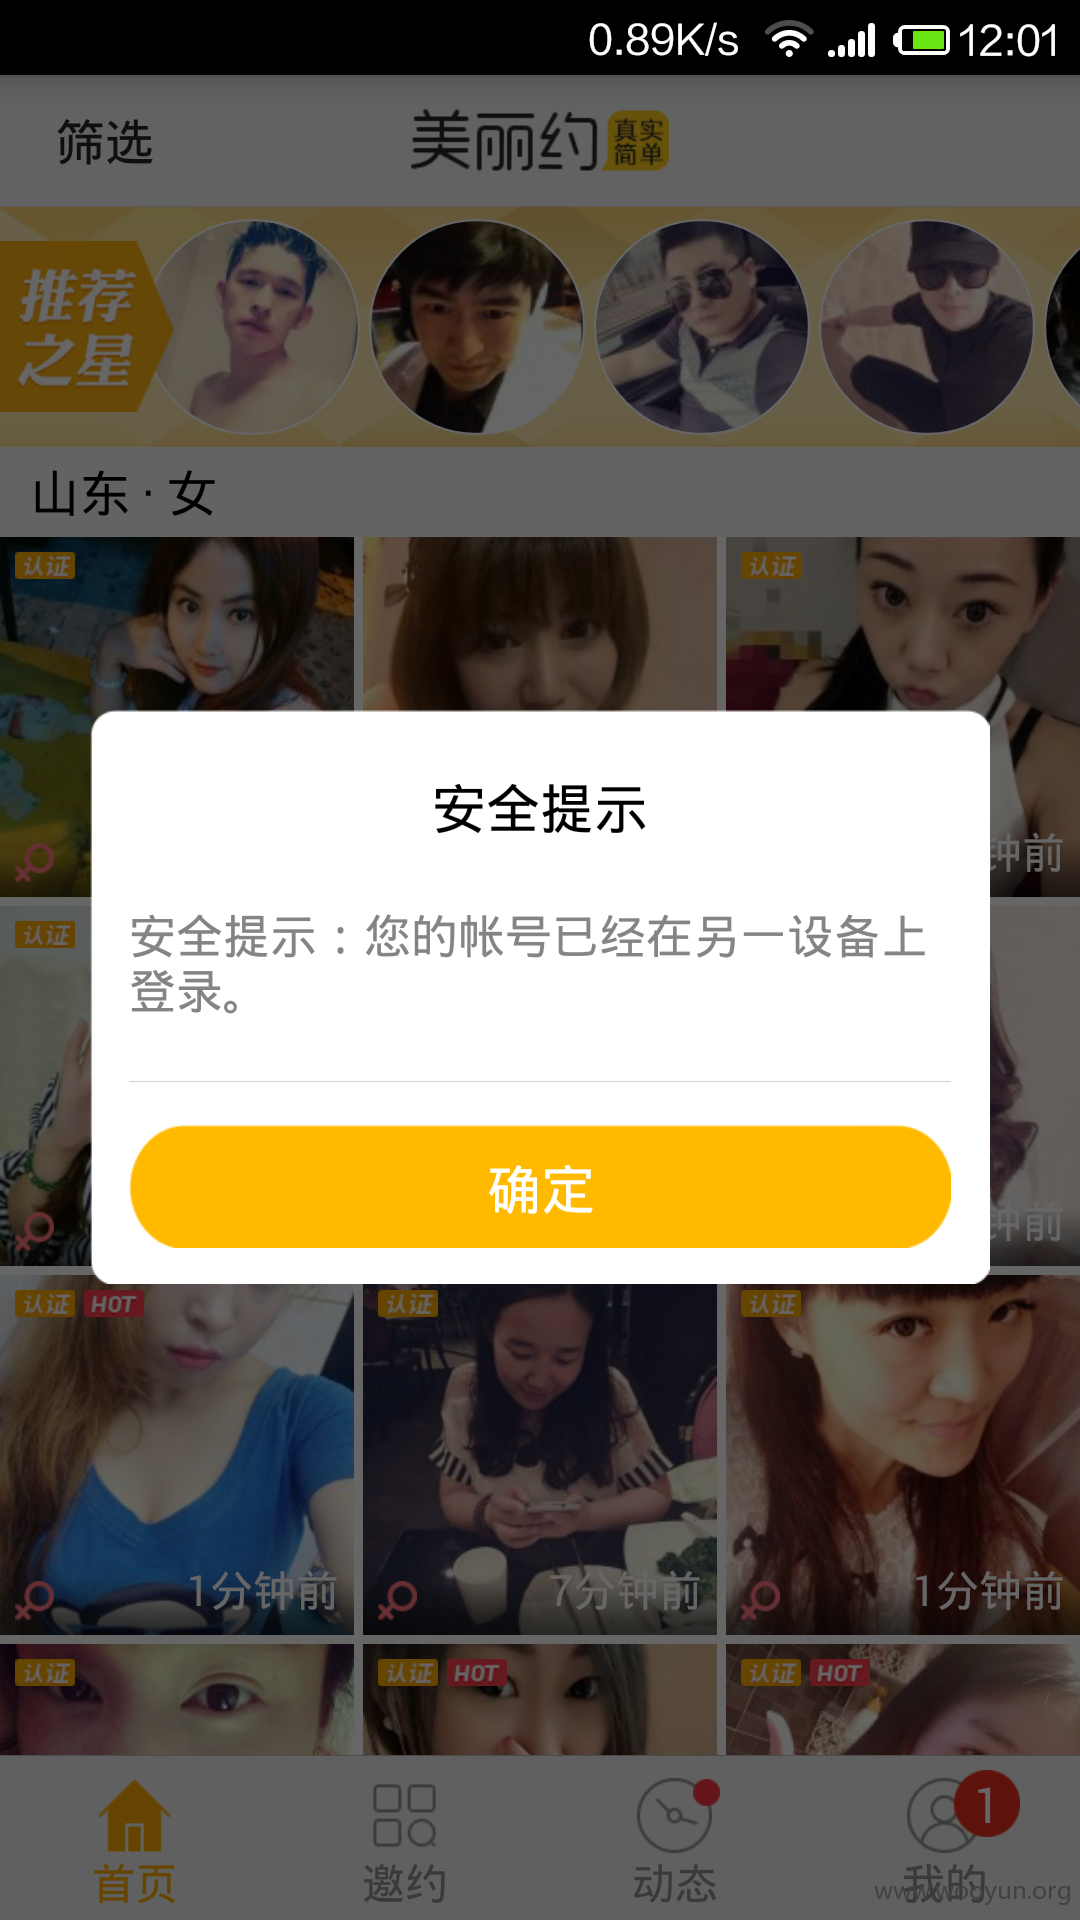 0.89K/s 12:01
筛选
美丽约
真实
简单
推荐
之星
山东·女
认证
认证
钟前
安全提示
安全提示：您的帐号已经在另一设备上
登录。
确定
认证
钟前
认证 HOT
认证
认证
1分钟前
7分钟前
1分钟前
认证
认证 HOT
认证 HOT
1
首页
邀约
动态
我的
www.wooyun.org